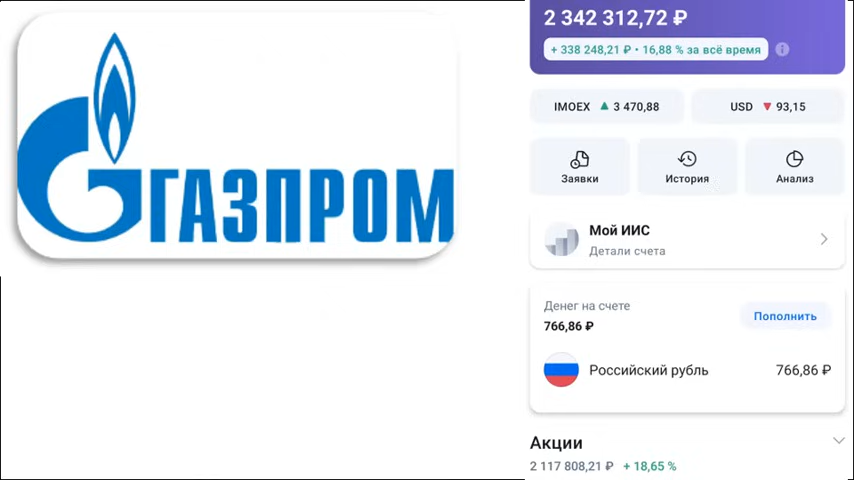 ГАЗПРОМ
2 342 312,72 ₽
+ 338 248,21 ₽ • 16,88 % за всё время
IMOEX ▲ 3 470,88
USD ▼ 93,15
Заявки
История
Анализ
Мой ИИС
Детали счета
Денег на счете
766,86 ₽
Пополнить
Российский рубль
766,86 ₽
Акции
2 117 808,21 ₽ + 18,65 %